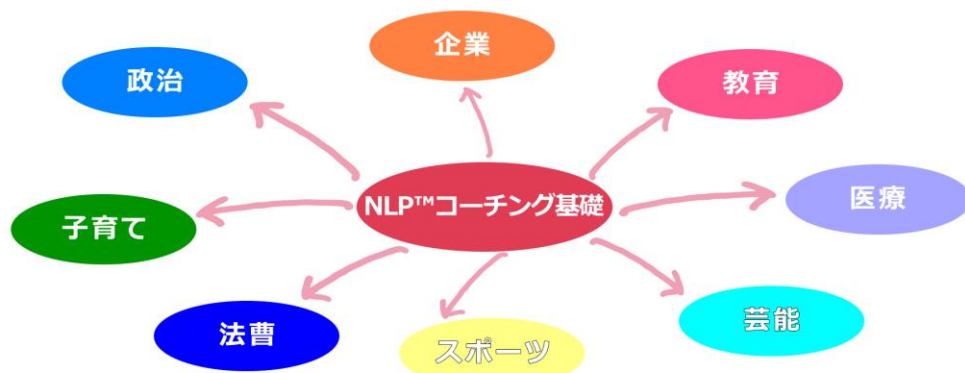 企業
政治
教育
NLP™コーチング基礎
医療
子育て
芸能
法曹
スポーツ